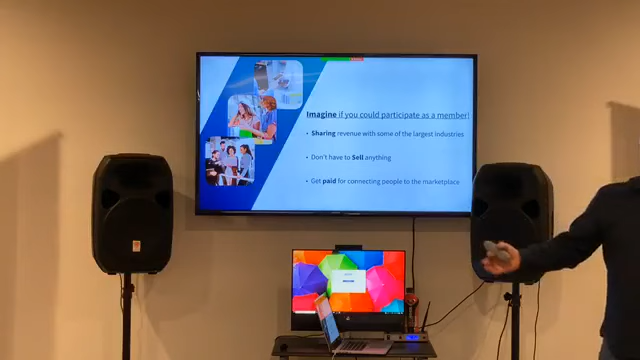 Imagine if you could participate as a member!
• Sharing revenue with some of the largest industries
• Don't have to Sell anything
• Get paid for connecting people to the marketplace